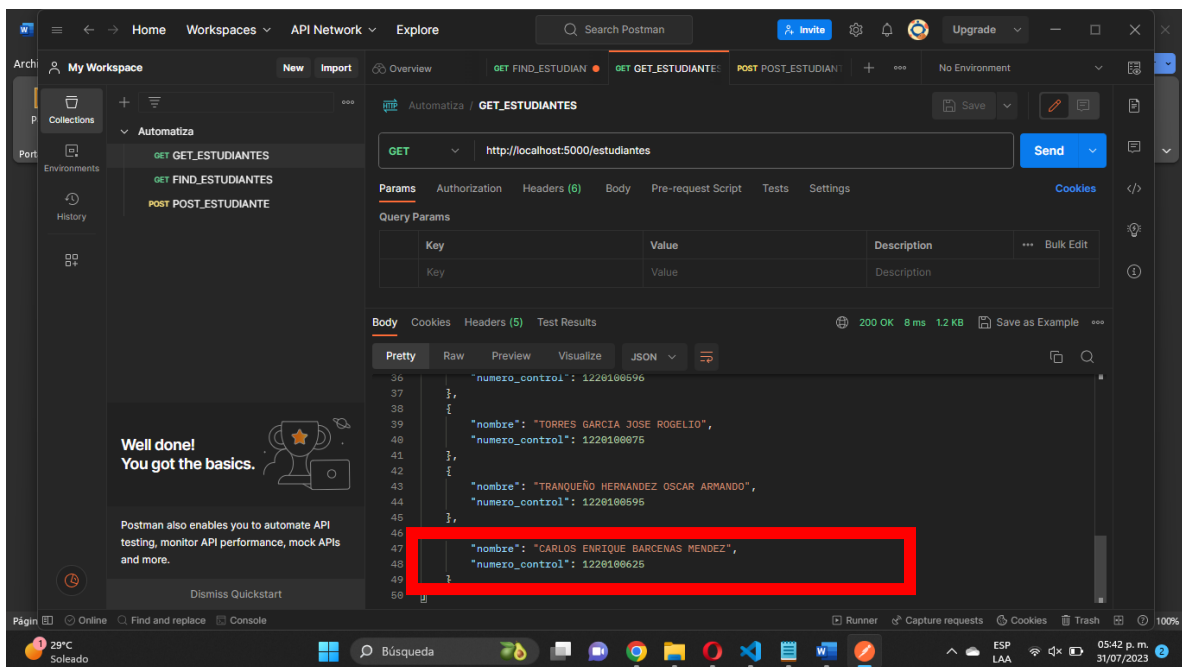 Home Workspaces API Network Explore Search Postman Invite Upgrade
Archi
My Workspace New Import Overview GET FIND_ESTUDIAN GET GET_ESTUDIANTES POST POST_ESTUDIANT No Environment
Collections
Automatiza
Automatiza / GET_ESTUDIANTES Save
GET GET_ESTUDIANTES
GET FIND_ESTUDIANTES
POST POST_ESTUDIANTE
Port
Environments
History
GET http://localhost:5000/estudiantes Send
Params Authorization Headers (6) Body Pre-request Script Tests Settings Cookies
Query Params
Key Value Description Bulk Edit
Key Value Description
Body Cookies Headers (5) Test Results 200 OK 8 ms 1.2 KB Save as Example
Pretty Raw Preview Visualize JSON
36 "numero_control": 1220100596
37 },
38 {
39 "nombre": "TORRES GARCIA JOSE ROGELIO",
40 "numero_control": 1220100075
41 },
42 {
43 "nombre": "TRANQUEÑO HERNANDEZ OSCAR ARMANDO",
44 "numero_control": 1220100595
45 },
46
47 "nombre": "CARLOS ENRIQUE BARCENAS MENDEZ",
48 "numero_control": 1220100625
49 }
50 ]
Well done!
You got the basics.
Postman also enables you to automate API
testing, monitor API performance, mock APIs
and more.
Dismiss Quickstart
Págin Online Find and replace Console Runner Capture requests Cookies Trash 100%
1 29°C
Soleado
Búsqueda
ESP
LAA
05:42 p. m.
31/07/2023
2